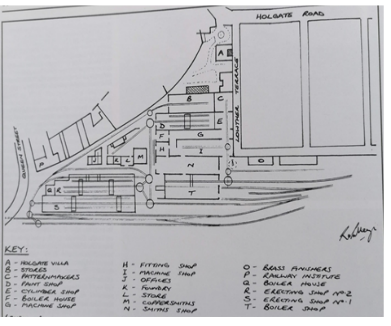 HOLGATE ROAD
LOWTHER TERRACE
QUEEN STREET
A
B
C
D
E
F
G
H
I
J
K
L
M
N
O
P
Q
R
S
T
KEY:
A - HOLGATE VILLA
B - STORES
C - PATTERNMAKERS
D - PAINT SHOP
E - CYLINDER SHOP
F - BOILER HOUSE
G - MACHINE SHOP
H - FITTING SHOP
I - MACHINE SHOP
J - OFFICES
K - FOUNDRY
L - STORE
M - COPPERSMITHS
N - SMITHS SHOP
O - BRASS FINISHERS
P - RAILWAY INSTITUTE
Q - BOILER HOUSE
R - ERECTING SHOP Nº 2
S - ERECTING SHOP Nº 1
T - BOILER SHOP